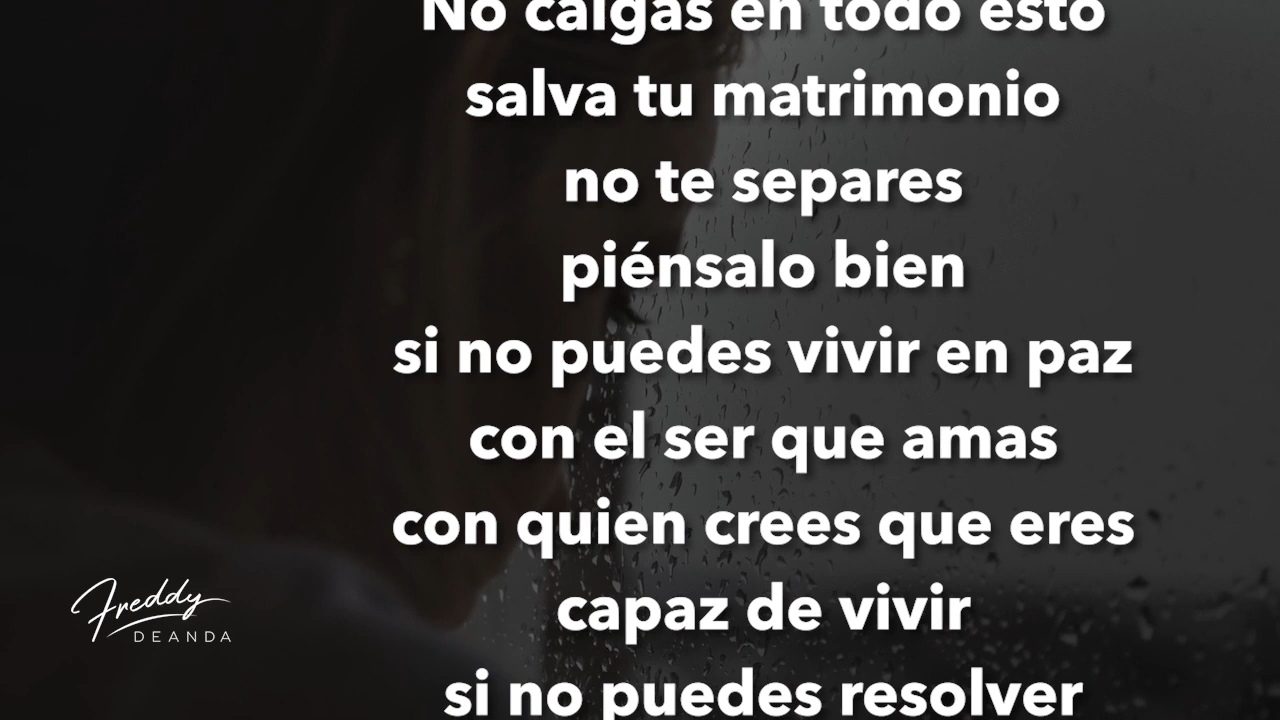 No caigas en todo esto
salva tu matrimonio
no te separes
piénsalo bien
si no puedes vivir en paz
con el ser que amas
con quien crees que eres
capaz de vivir
si no puedes resolver
Freddy
DEANDA